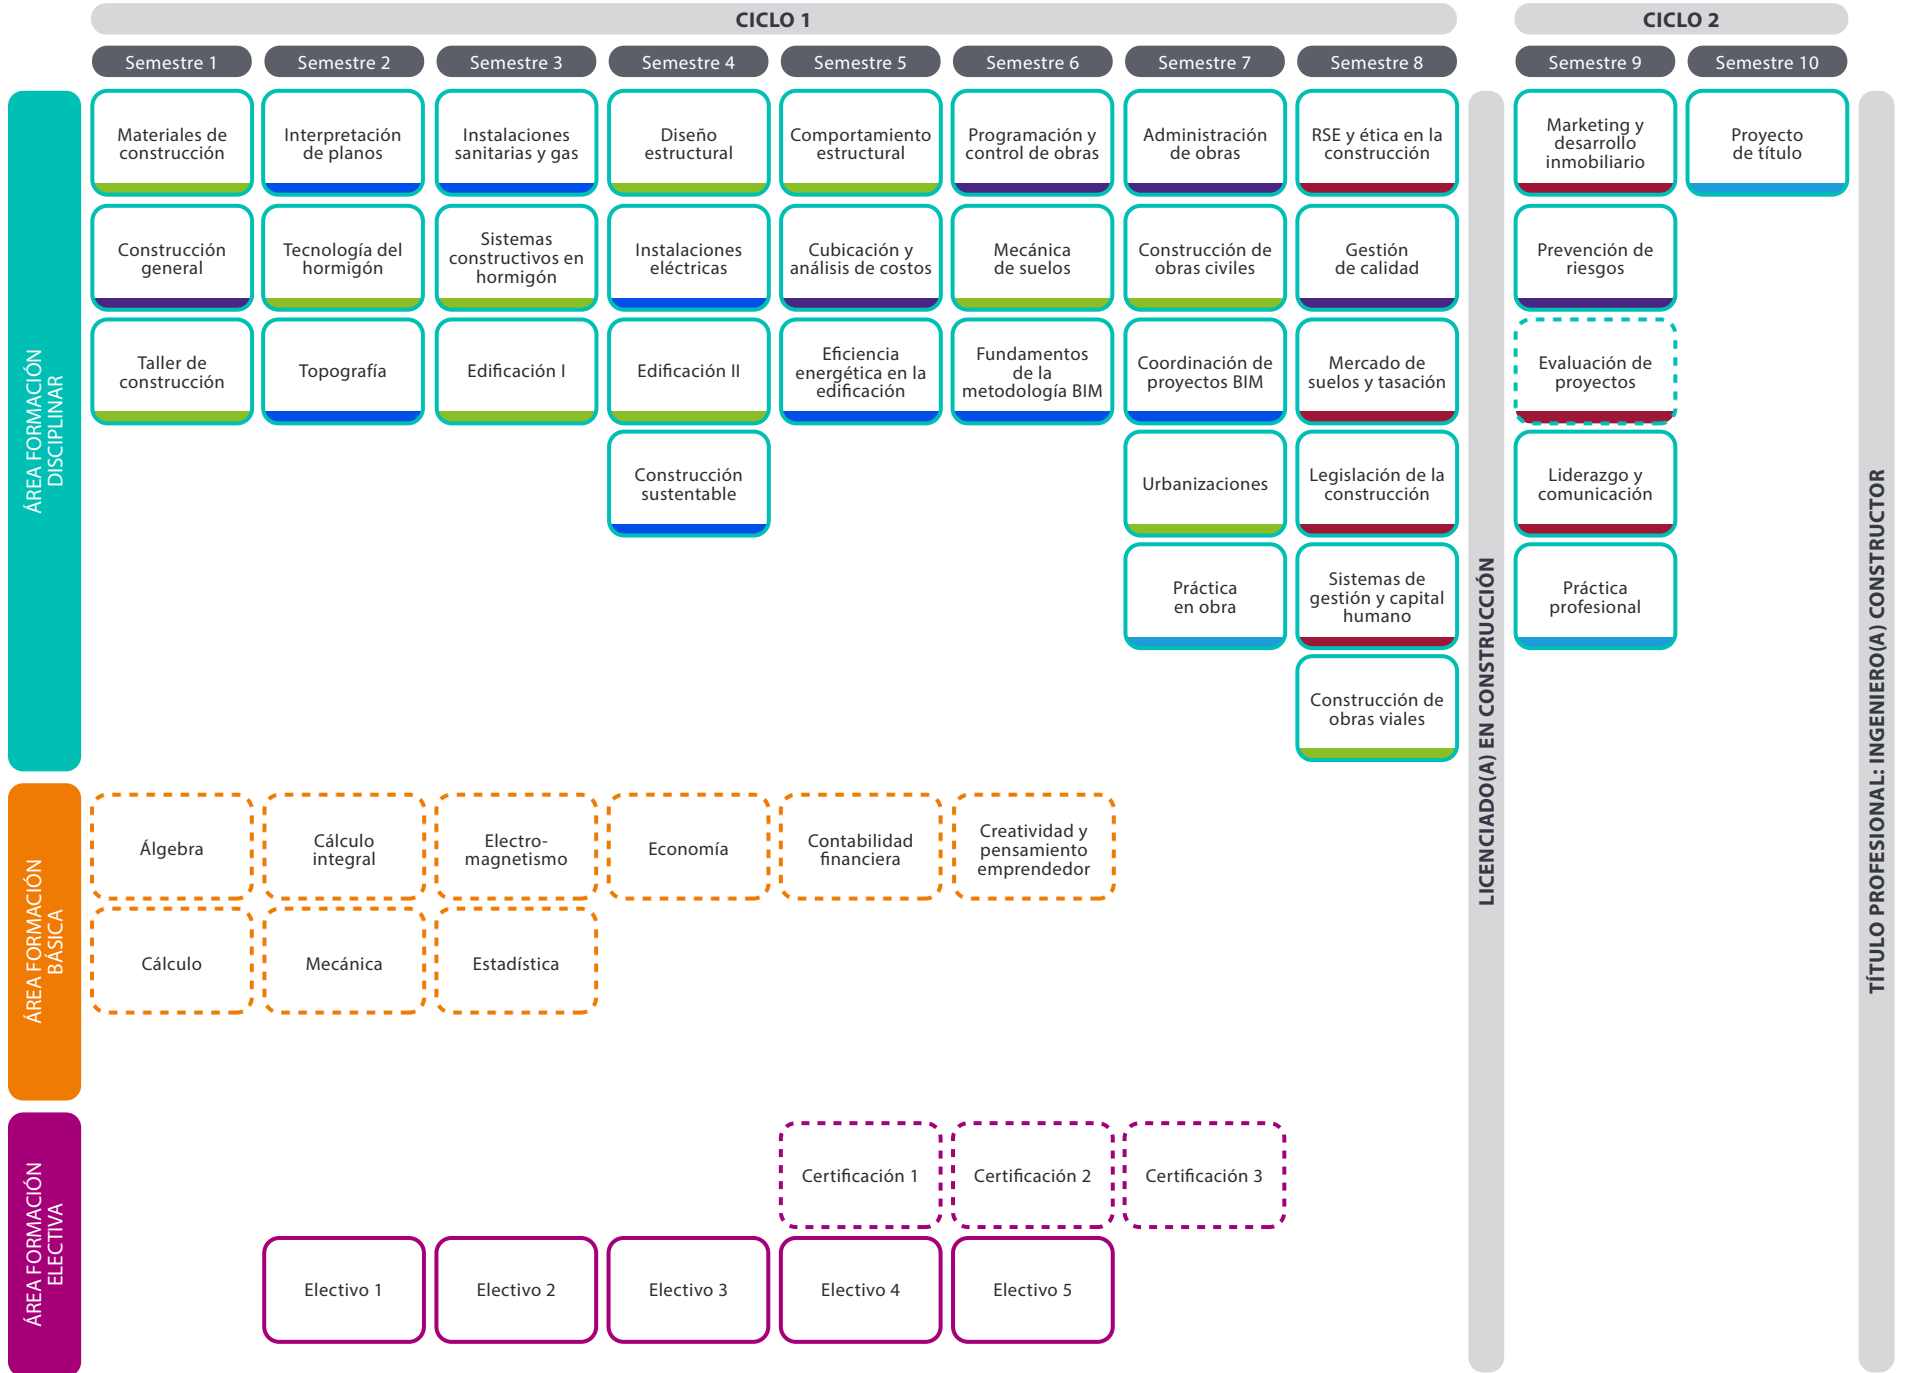 CICLO 1
CICLO 2
Semestre 1
Semestre 2
Semestre 3
Semestre 4
Semestre 5
Semestre 6
Semestre 7
Semestre 8
Semestre 9
Semestre 10
ÁREA FORMACIÓN
DISCIPLINAR
Materiales de
construcción
Interpretación
de planos
Instalaciones
sanitarias y gas
Diseño
estructural
Comportamiento
estructural
Programación y
control de obras
Administración
de obras
RSE y ética en la
construcción
Marketing y
desarrollo
inmobiliario
Proyecto
de título
Construcción
general
Tecnología del
hormigón
Sistemas
constructivos en
hormigón
Instalaciones
eléctricas
Cubicación y
análisis de costos
Mecánica
de suelos
Construcción de
obras civiles
Gestión
de calidad
Prevención de
riesgos
Taller de
construcción
Topografía
Edificación I
Edificación II
Eficiencia
energética en la
edificación
Fundamentos
de la
metodología BIM
Coordinación de
proyectos BIM
Mercado de
suelos y tasación
Evaluación de
proyectos
Construcción
sustentable
Urbanizaciones
Legislación de la
construcción
Liderazgo y
comunicación
Práctica
en obra
Sistemas de
gestión y capital
humano
Práctica
profesional
Construcción de
obras viales
LICENCIADO(A) EN CONSTRUCCIÓN
TÍTULO PROFESIONAL: INGENIERO(A) CONSTRUCTOR
ÁREA FORMACIÓN
BÁSICA
Álgebra
Cálculo
integral
Electro-
magnetismo
Economía
Contabilidad
financiera
Creatividad y
pensamiento
emprendedor
Cálculo
Mecánica
Estadística
ÁREA FORMACIÓN
ELECTIVA
Certificación 1
Certificación 2
Certificación 3
Electivo 1
Electivo 2
Electivo 3
Electivo 4
Electivo 5